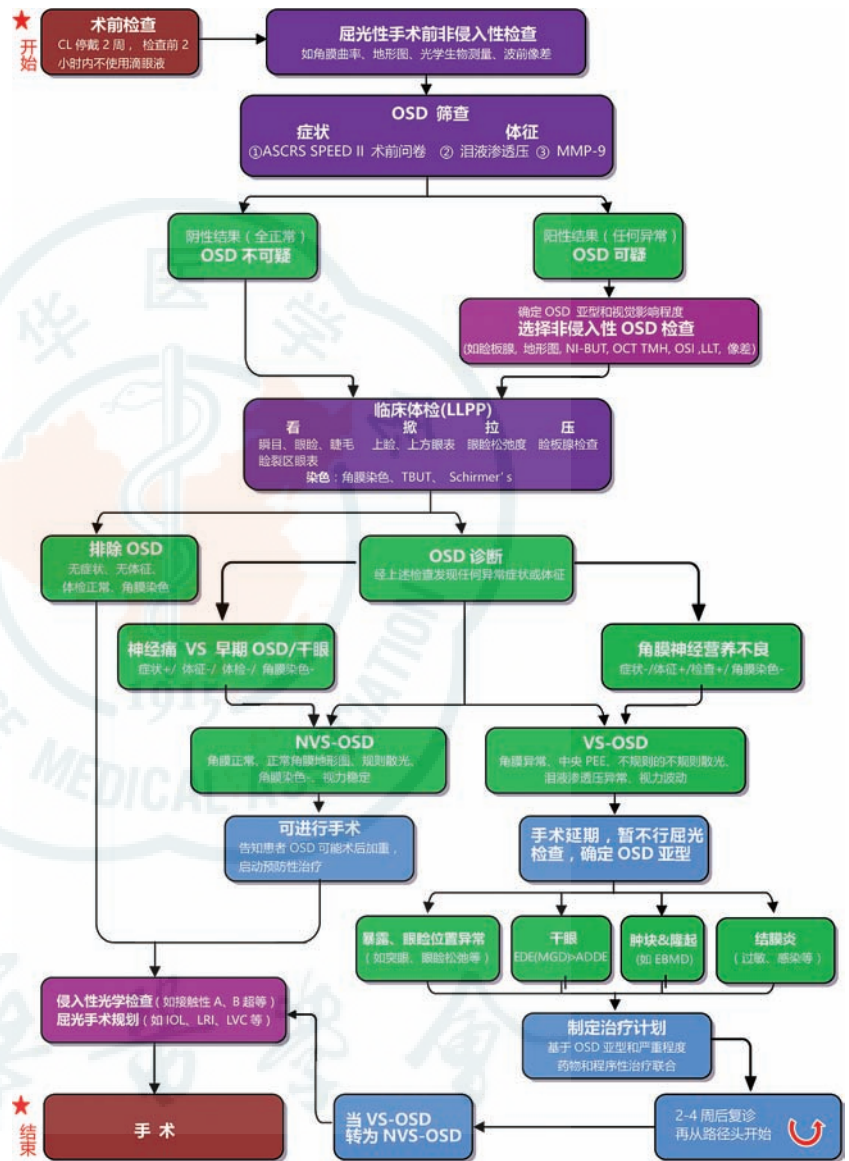 ★
开始
术前检查
CL 停戴 2 周， 检查前 2
小时内不使用滴眼液
屈光性手术前非侵入性检查
如角膜曲率、地形图、光学生物测量、波前像差
OSD 筛查
症状 体征
①ASCRS SPEED II 术前问卷 ② 泪液渗透压 ③ MMP-9
阴性结果（全正常）
OSD 不可疑
阳性结果（任何异常）
OSD 可疑
确定 OSD 亚型和视觉影响程度
选择非侵入性 OSD 检查
(如睑板腺, 地形图, NI-BUT, OCT TMH, OSI ,LLT, 像差)
临床体检(LLPP)
看 掀 拉 压
瞬目、眼睑、睫毛 上睑、上方眼表 眼睑松弛度 睑板腺检查
睑裂区眼表
染色：角膜染色、TBUT、 Schirmer's
排除 OSD
无症状、无体征、
体检正常、角膜染色-
OSD 诊断
经上述检查发现任何异常症状或体征
神经痛 VS 早期 OSD/干眼
症状+/ 体征-/ 体检-/ 角膜染色-
角膜神经营养不良
症状-/体征+/检查+/ 角膜染色-
NVS-OSD
角膜正常、正常角膜地形图、规则散光、
角膜染色-、视力稳定
VS-OSD
角膜异常、中央 PEE、不规则的不规则散光、
泪液渗透压异常、视力波动
可进行手术
告知患者 OSD 可能术后加重，
启动预防性治疗
手术延期，暂不行屈光
检查，确定 OSD 亚型
暴露、眼睑位置异常
（如突眼、眼睑松弛等）
干眼
EDE(MGD)>ADDE
肿块&隆起
(如 EBMD)
结膜炎
（过敏、感染等）
侵入性光学检查（如接触性 A、B 超等）
屈光手术规划（如 IOL、LRI、LVC 等）
制定治疗计划
基于 OSD 亚型和严重程度
药物和程序性治疗联合
★
结束
手 术
当 VS-OSD
转为 NVS-OSD
2-4 周后复诊
再从路径头开始
华医学
1915
CHINESE MEDICAL ASSOCIATION